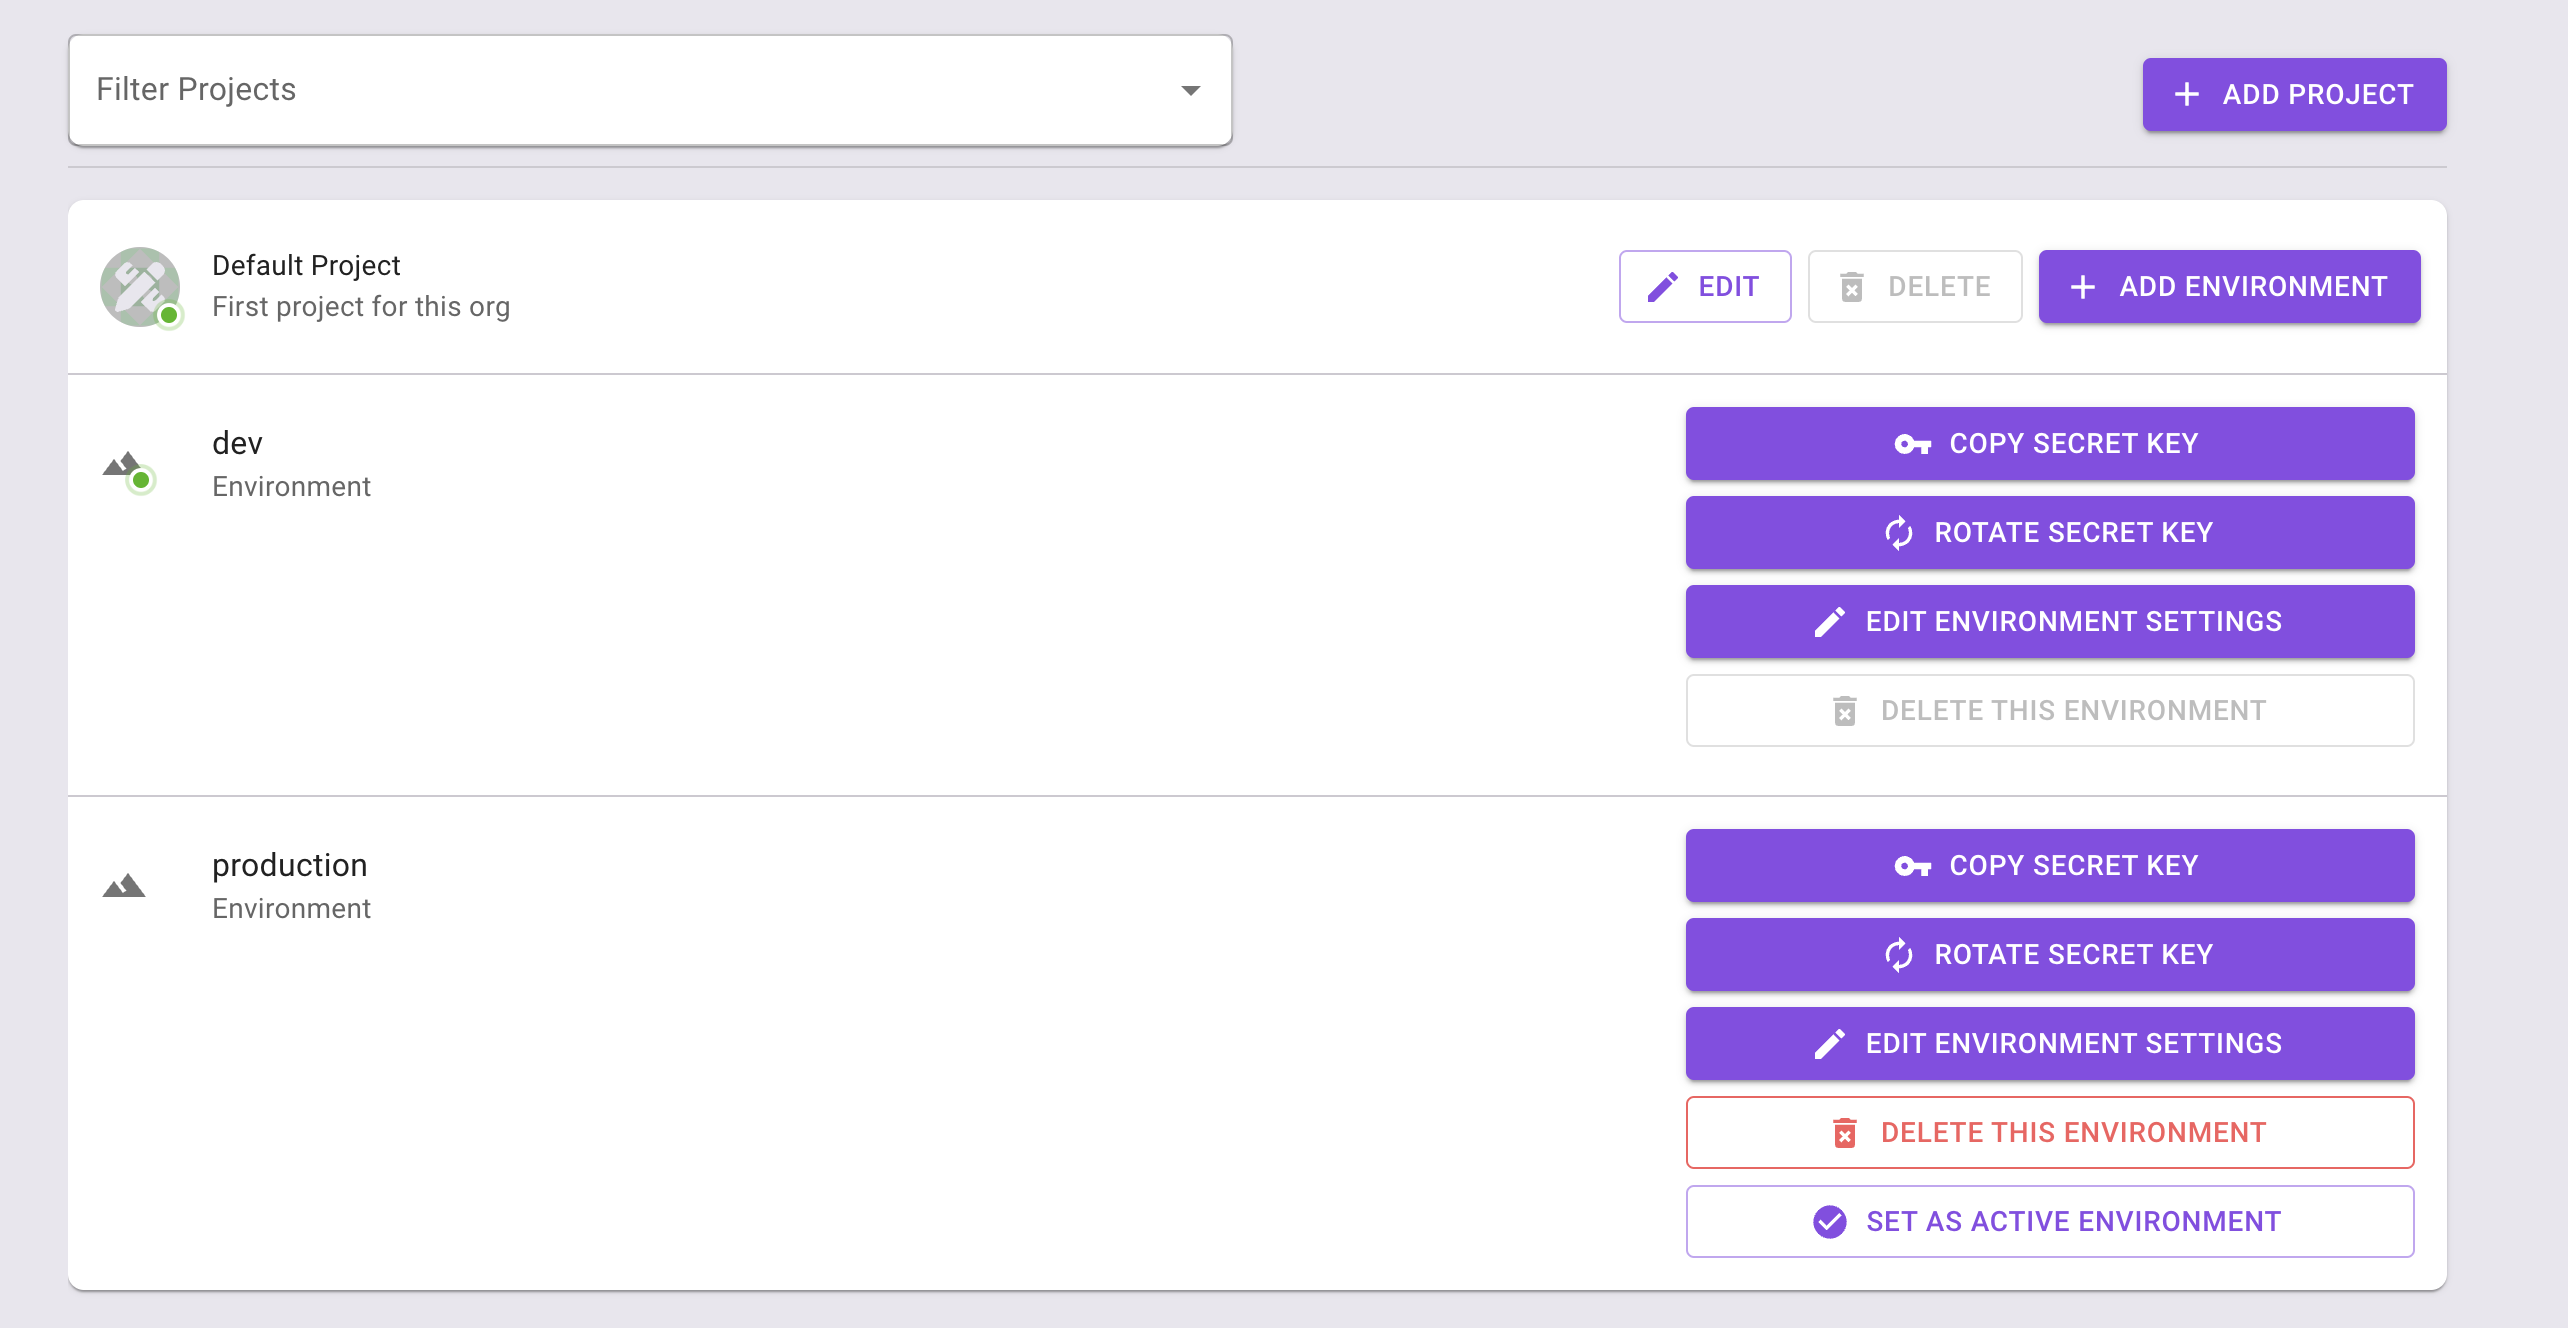 Filter Projects
ADD PROJECT
Default Project
First project for this org
EDIT
DELETE
ADD ENVIRONMENT
dev
Environment
COPY SECRET KEY
ROTATE SECRET KEY
EDIT ENVIRONMENT SETTINGS
DELETE THIS ENVIRONMENT
production
Environment
COPY SECRET KEY
ROTATE SECRET KEY
EDIT ENVIRONMENT SETTINGS
DELETE THIS ENVIRONMENT
SET AS ACTIVE ENVIRONMENT